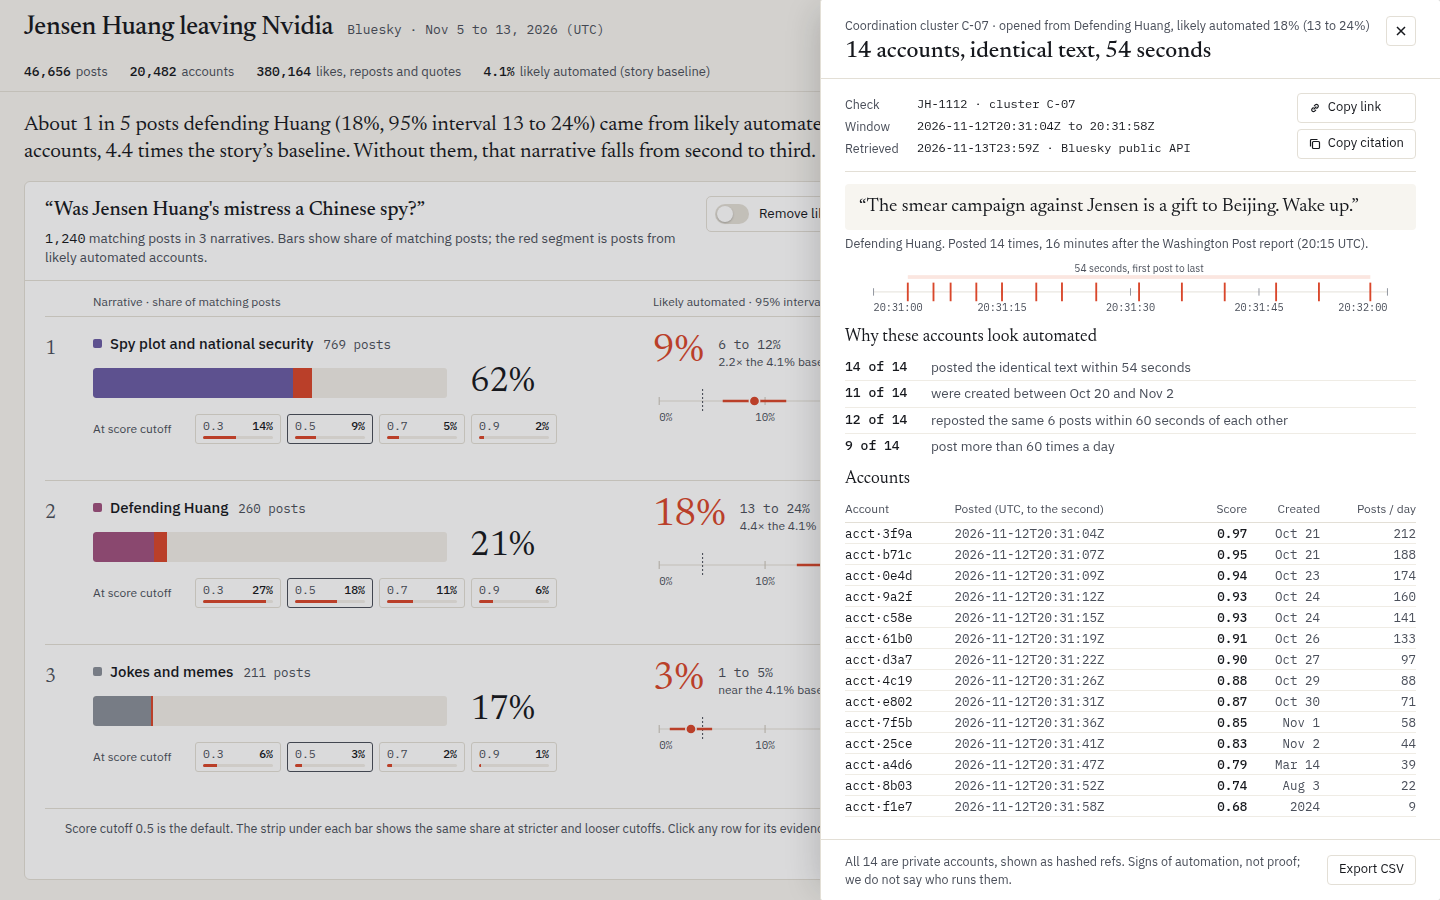 Jensen Huang leaving Nvidia Bluesky · Nov 5 to 13, 2026 (UTC)
46,656 posts 20,482 accounts 380,164 likes, reposts and quotes 4.1% likely automated (story baseline)
About 1 in 5 posts defending Huang (18%, 95% interval 13 to 24%) came from likely automate
accounts, 4.4 times the story’s baseline. Without them, that narrative falls from second to third.
“Was Jensen Huang's mistress a Chinese spy?”
Remove li
1,240 matching posts in 3 narratives. Bars show share of matching posts; the red segment is posts from
likely automated accounts.
Narrative · share of matching posts
Likely automated · 95% interva
1 Spy plot and national security 769 posts
62%
At score cutoff
0.3 14%
0.5 9%
0.7 5%
0.9 2%
9% 6 to 12%
2.2× the 4.1% base
0% 10%
2 Defending Huang 260 posts
21%
At score cutoff
0.3 27%
0.5 18%
0.7 11%
0.9 6%
18% 13 to 24%
4.4× the 4.1%
0% 10%
3 Jokes and memes 211 posts
17%
At score cutoff
0.3 6%
0.5 3%
0.7 2%
0.9 1%
3% 1 to 5%
near the 4.1% base
0% 10%
Score cutoff 0.5 is the default. The strip under each bar shows the same share at stricter and looser cutoffs. Click any row for its eviden
Coordination cluster C-07 · opened from Defending Huang, likely automated 18% (13 to 24%)
14 accounts, identical text, 54 seconds
Check JH-1112 · cluster C-07
Window 2026-11-12T20:31:04Z to 20:31:58Z
Retrieved 2026-11-13T23:59Z · Bluesky public API
Copy link
Copy citation
“The smear campaign against Jensen is a gift to Beijing. Wake up.”
Defending Huang. Posted 14 times, 16 minutes after the Washington Post report (20:15 UTC).
54 seconds, first post to last
20:31:00 20:31:15 20:31:30 20:31:45 20:32:00
Why these accounts look automated
14 of 14 posted the identical text within 54 seconds
11 of 14 were created between Oct 20 and Nov 2
12 of 14 reposted the same 6 posts within 60 seconds of each other
9 of 14 post more than 60 times a day
Accounts
Account Posted (UTC, to the second) Score Created Posts / day
acct·3f9a 2026-11-12T20:31:04Z 0.97 Oct 21 212
acct·b71c 2026-11-12T20:31:07Z 0.95 Oct 21 188
acct·0e4d 2026-11-12T20:31:09Z 0.94 Oct 23 174
acct·9a2f 2026-11-12T20:31:12Z 0.93 Oct 24 160
acct·c58e 2026-11-12T20:31:15Z 0.93 Oct 24 141
acct·61b0 2026-11-12T20:31:19Z 0.91 Oct 26 133
acct·d3a7 2026-11-12T20:31:22Z 0.90 Oct 27 97
acct·4c19 2026-11-12T20:31:26Z 0.88 Oct 29 88
acct·e802 2026-11-12T20:31:31Z 0.87 Oct 30 71
acct·7f5b 2026-11-12T20:31:36Z 0.85 Nov 1 58
acct·25ce 2026-11-12T20:31:41Z 0.83 Nov 2 44
acct·a4d6 2026-11-12T20:31:47Z 0.79 Mar 14 39
acct·8b03 2026-11-12T20:31:52Z 0.74 Aug 3 22
acct·f1e7 2026-11-12T20:31:58Z 0.68 2024 9
All 14 are private accounts, shown as hashed refs. Signs of automation, not proof;
we do not say who runs them.
Export CSV